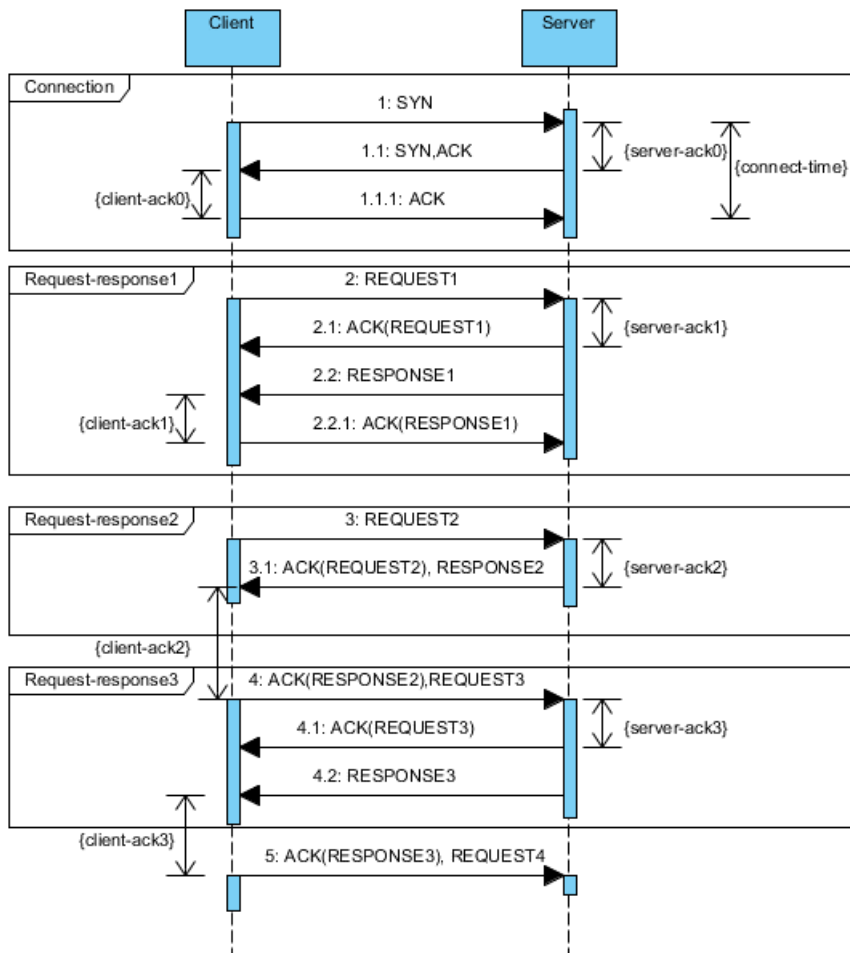 Client
Server
Connection
1: SYN
1.1: SYN,ACK
{server-ack0}
{connect-time}
{client-ack0}
1.1.1: ACK
Request-response1
2: REQUEST1
2.1: ACK(REQUEST1)
{server-ack1}
2.2: RESPONSE1
{client-ack1}
2.2.1: ACK(RESPONSE1)
Request-response2
3: REQUEST2
3.1: ACK(REQUEST2), RESPONSE2
{server-ack2}
{client-ack2}
Request-response3
4: ACK(RESPONSE2),REQUEST3
4.1: ACK(REQUEST3)
{server-ack3}
4.2: RESPONSE3
{client-ack3}
5: ACK(RESPONSE3), REQUEST4